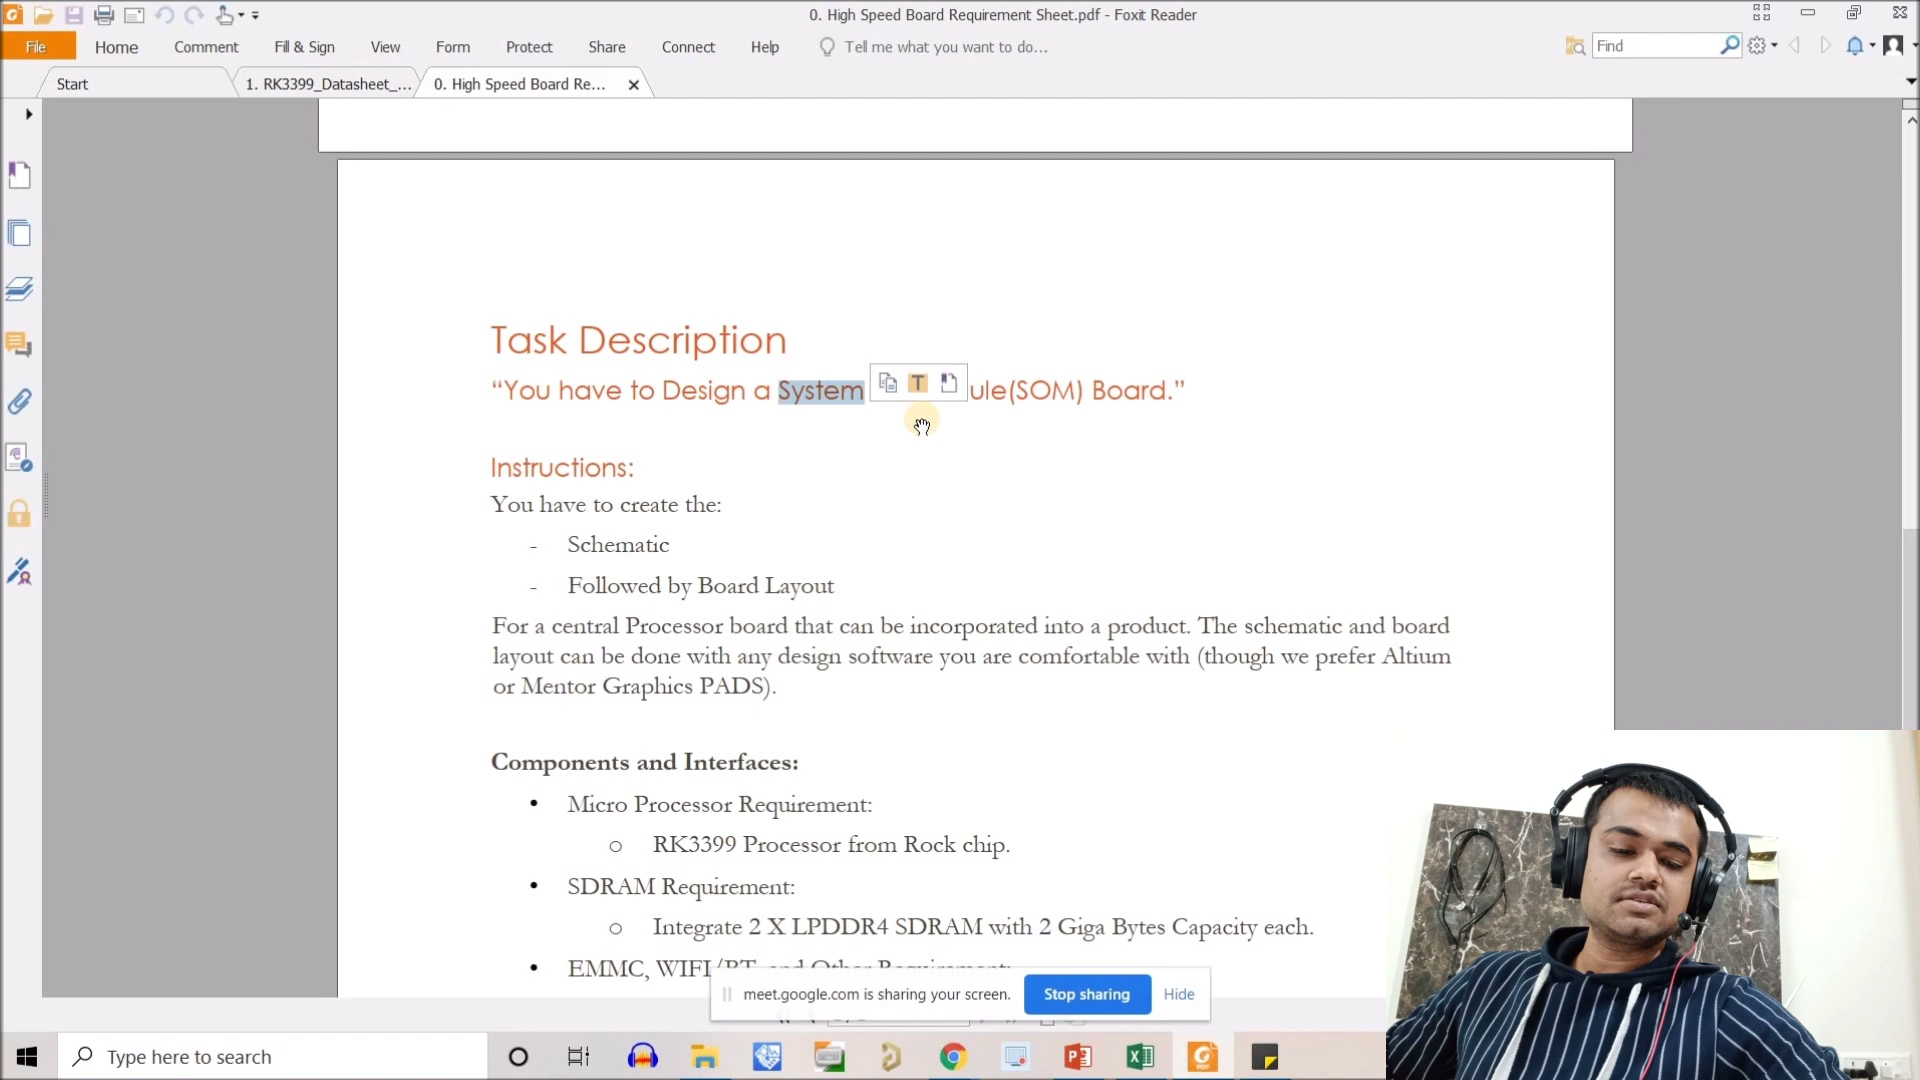 0. High Speed Board Requirement Sheet.pdf - Foxit Reader
File Home Comment Fill & Sign View Form Protect Share Connect Help Tell me what you want to do... Find
Start 1. RK3399_Datasheet_... 0. High Speed Board Re...
Task Description
“You have to Design a System ule(SOM) Board.”
Instructions:
You have to create the:
- Schematic
- Followed by Board Layout
For a central Processor board that can be incorporated into a product. The schematic and board
layout can be done with any design software you are comfortable with (though we prefer Altium
or Mentor Graphics PADS).
Components and Interfaces:
• Micro Processor Requirement:
o RK3399 Processor from Rock chip.
• SDRAM Requirement:
o Integrate 2 X LPDDR4 SDRAM with 2 Giga Bytes Capacity each.
• EMMC, WIFI/BT, and Other Requirement:
meet.google.com is sharing your screen. Stop sharing Hide
Type here to search